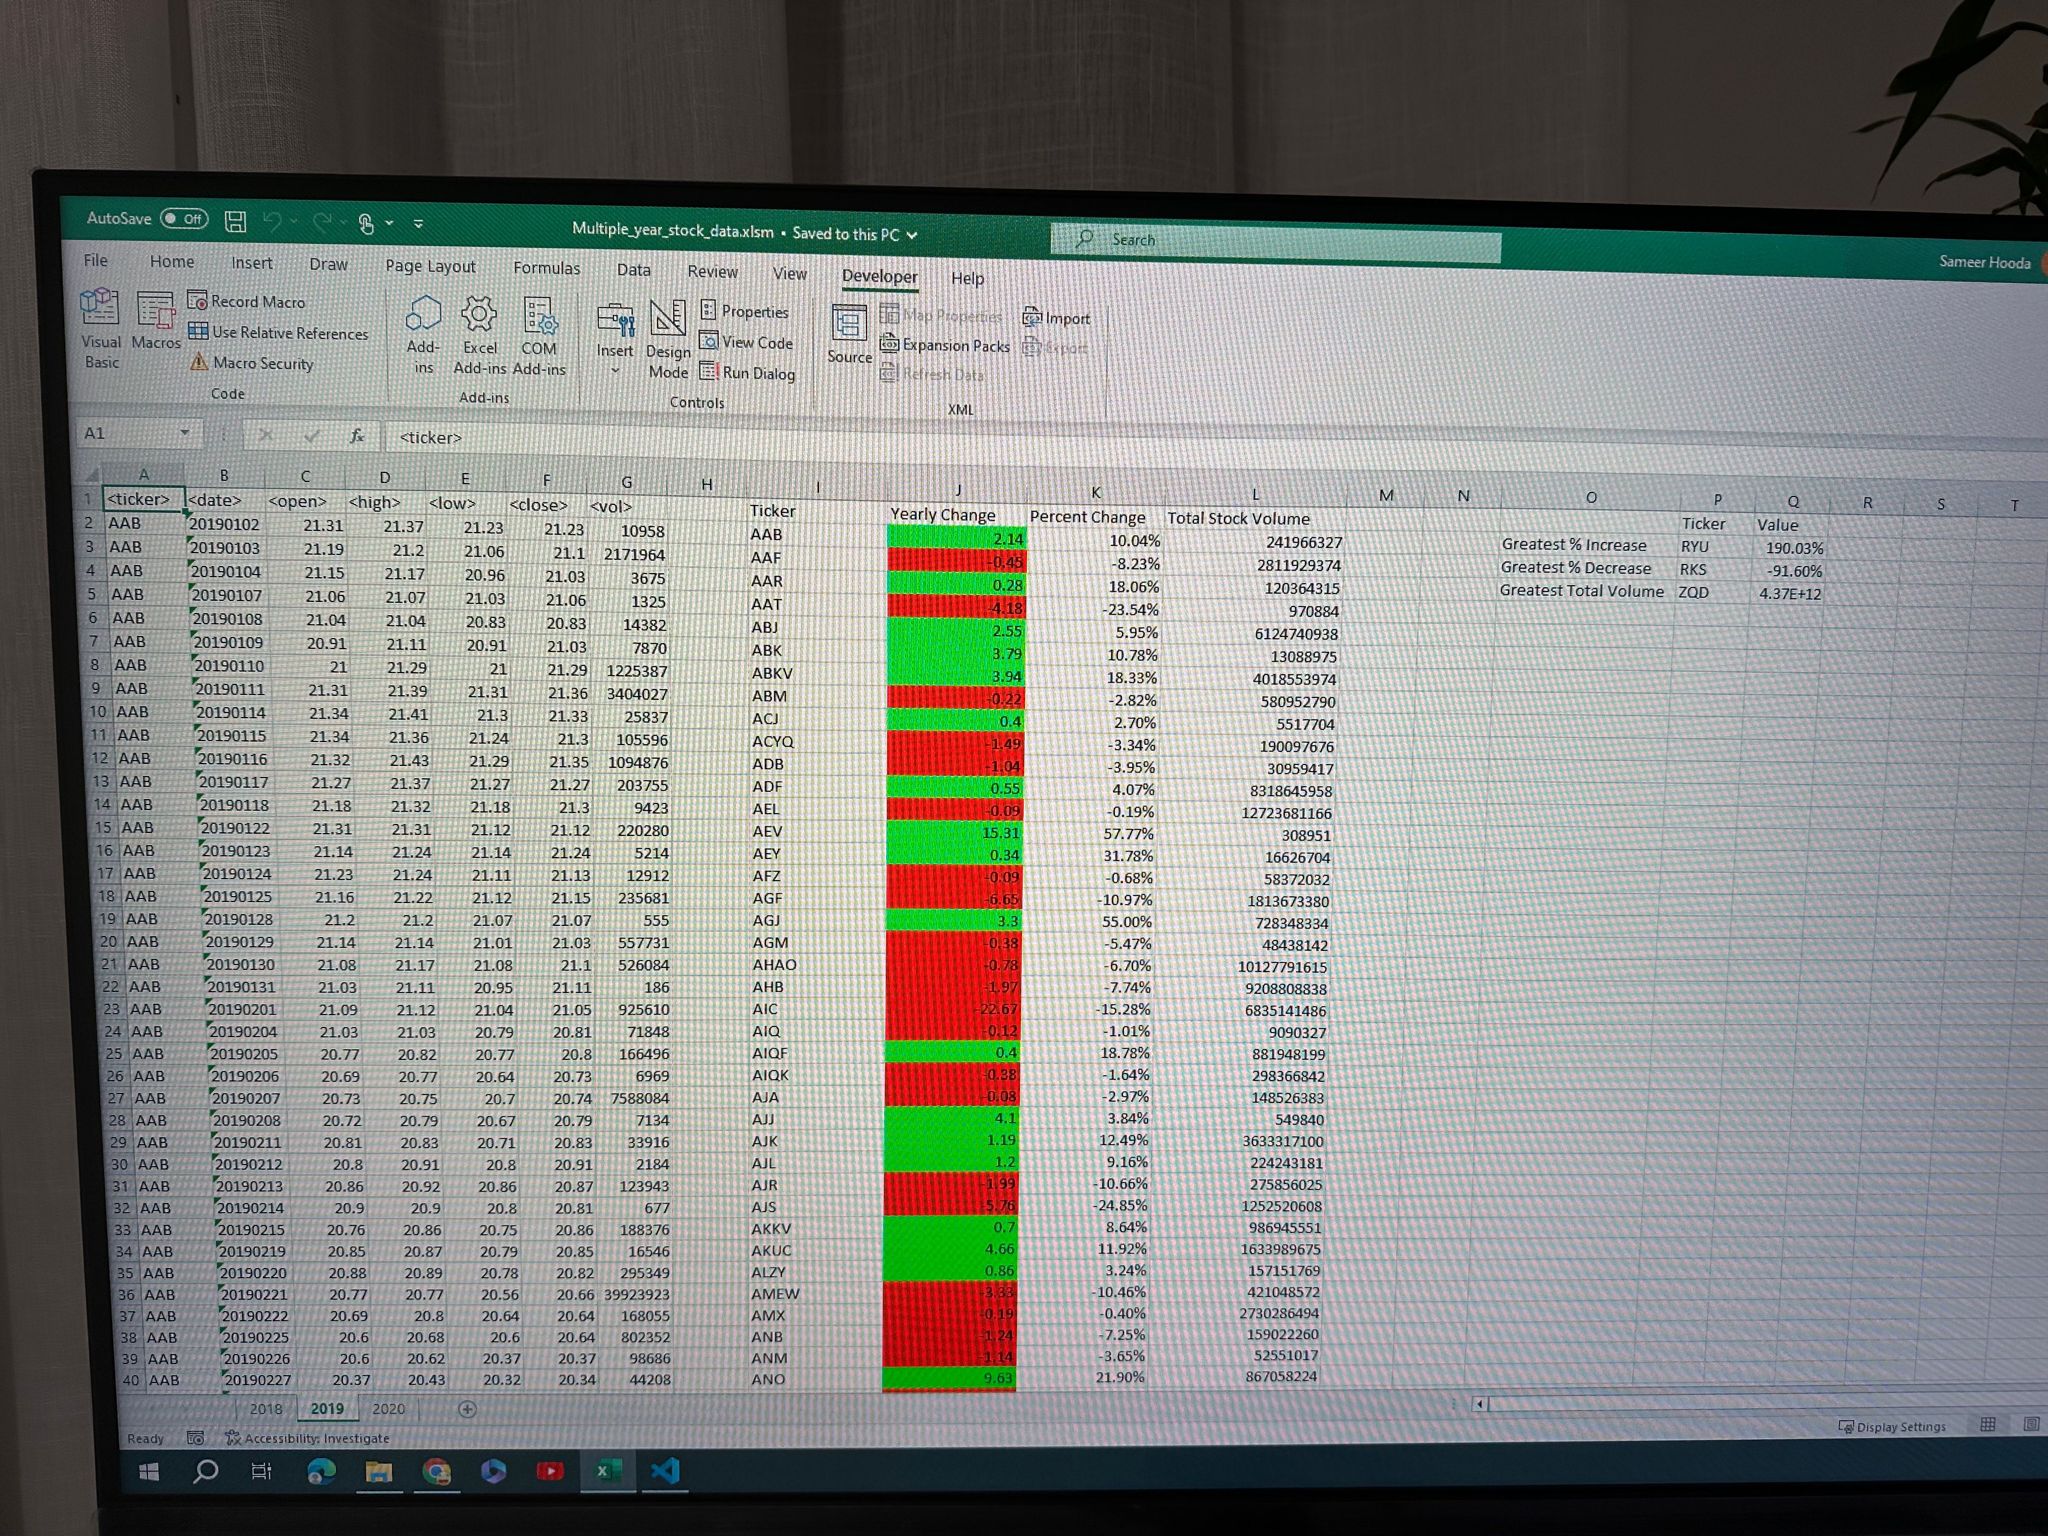 AutoSave Off Multiple_year_stock_data.xlsm • Saved to this PC Search Sameer Hooda
File Home Insert Draw Page Layout Formulas Data Review View Developer Help
Visual Basic
Macros
Record Macro
Use Relative References
Macro Security
Code
Add-ins
Excel Add-ins
COM Add-ins
Add-ins
Insert
Design Mode
Properties
View Code
Run Dialog
Controls
Source
Map Properties
Expansion Packs
Refresh Data
Import
Export
XML
A1 fx <ticker>
A B C D E F G H I J K L M N O P Q R S T
1 <ticker> <date> <open> <high> <low> <close> <vol> Ticker Yearly Change Percent Change Total Stock Volume Ticker Value
2 AAB 20190102 21.31 21.37 21.23 21.23 10958 AAB 2.14 10.04% 241966327 Greatest % Increase RYU 190.03%
3 AAB 20190103 21.19 21.2 21.06 21.1 2171964 AAF -0.45 -8.23% 2811929374 Greatest % Decrease RKS -91.60%
4 AAB 20190104 21.15 21.17 20.96 21.03 3675 AAR 0.28 18.06% 120364315 Greatest Total Volume ZQD 4.37E+12
5 AAB 20190107 21.06 21.07 21.03 21.06 1325 AAT -4.18 -23.54% 970884
6 AAB 20190108 21.04 21.04 20.83 20.83 14382 ABJ 2.55 5.95% 6124740938
7 AAB 20190109 20.91 21.11 20.91 21.03 7870 ABK 3.79 10.78% 13088975
8 AAB 20190110 21 21.29 21 21.29 1225387 ABKV 3.94 18.33% 4018553974
9 AAB 20190111 21.31 21.39 21.31 21.36 3404027 ABM -0.22 -2.82% 580952790
10 AAB 20190114 21.34 21.41 21.3 21.33 25837 ACJ 0.4 2.70% 5517704
11 AAB 20190115 21.34 21.36 21.24 21.3 105596 ACYQ -1.49 -3.34% 190097676
12 AAB 20190116 21.32 21.43 21.29 21.35 1094876 ADB -1.04 -3.95% 30959417
13 AAB 20190117 21.27 21.37 21.27 21.27 203755 ADF 0.55 4.07% 8318645958
14 AAB 20190118 21.18 21.32 21.18 21.3 9423 AEL -0.09 -0.19% 12723681166
15 AAB 20190122 21.31 21.31 21.12 21.12 220280 AEV 15.31 57.77% 308951
16 AAB 20190123 21.14 21.24 21.14 21.24 5214 AEY 0.34 31.78% 16626704
17 AAB 20190124 21.23 21.24 21.11 21.13 12912 AFZ -0.09 -0.68% 58372032
18 AAB 20190125 21.16 21.22 21.12 21.15 235681 AGF -6.65 -10.97% 1813673380
19 AAB 20190128 21.2 21.2 21.07 21.07 555 AGJ 3.3 55.00% 728348334
20 AAB 20190129 21.14 21.14 21.01 21.03 557731 AGM -0.38 -5.47% 48438142
21 AAB 20190130 21.08 21.17 21.08 21.1 526084 AHAO -0.78 -6.70% 10127791615
22 AAB 20190131 21.03 21.11 20.95 21.11 186 AHB -1.97 -7.74% 9208808838
23 AAB 20190201 21.09 21.12 21.04 21.05 925610 AIC -22.67 -15.28% 6835141486
24 AAB 20190204 21.03 21.03 20.79 20.81 71848 AIQ -0.12 -1.01% 9090327
25 AAB 20190205 20.77 20.82 20.77 20.8 166496 AIQF 0.4 18.78% 881948199
26 AAB 20190206 20.69 20.77 20.64 20.73 6969 AIQK -0.38 -1.64% 298366842
27 AAB 20190207 20.73 20.75 20.7 20.74 7588084 AJA -0.08 -2.97% 148526383
28 AAB 20190208 20.72 20.79 20.67 20.79 7134 AJJ 4.1 3.84% 549840
29 AAB 20190211 20.81 20.83 20.71 20.83 33916 AJK 1.19 12.49% 3633317100
30 AAB 20190212 20.8 20.91 20.8 20.91 2184 AJL 1.2 9.16% 224243181
31 AAB 20190213 20.86 20.92 20.86 20.87 123943 AJR -1.99 -10.66% 275856025
32 AAB 20190214 20.9 20.9 20.8 20.81 677 AJS -5.76 -24.85% 1252520608
33 AAB 20190215 20.76 20.86 20.75 20.86 188376 AKKV 0.7 8.64% 986945551
34 AAB 20190219 20.85 20.87 20.79 20.85 16546 AKUC 4.66 11.92% 1633989675
35 AAB 20190220 20.88 20.89 20.78 20.82 295349 ALZY 0.86 3.24% 157151769
36 AAB 20190221 20.77 20.77 20.56 20.66 39923923 AMEW -3.33 -10.46% 421048572
37 AAB 20190222 20.69 20.8 20.64 20.64 168055 AMX -0.19 -0.40% 2730286494
38 AAB 20190225 20.6 20.68 20.6 20.64 802352 ANB -1.24 -7.25% 159022260
39 AAB 20190226 20.6 20.62 20.37 20.37 98686 ANM -1.14 -3.65% 52551017
40 AAB 20190227 20.37 20.43 20.32 20.34 44208 ANO 9.63 21.90% 867058224
2018 2019 2020
Ready Accessibility: Investigate Display Settings